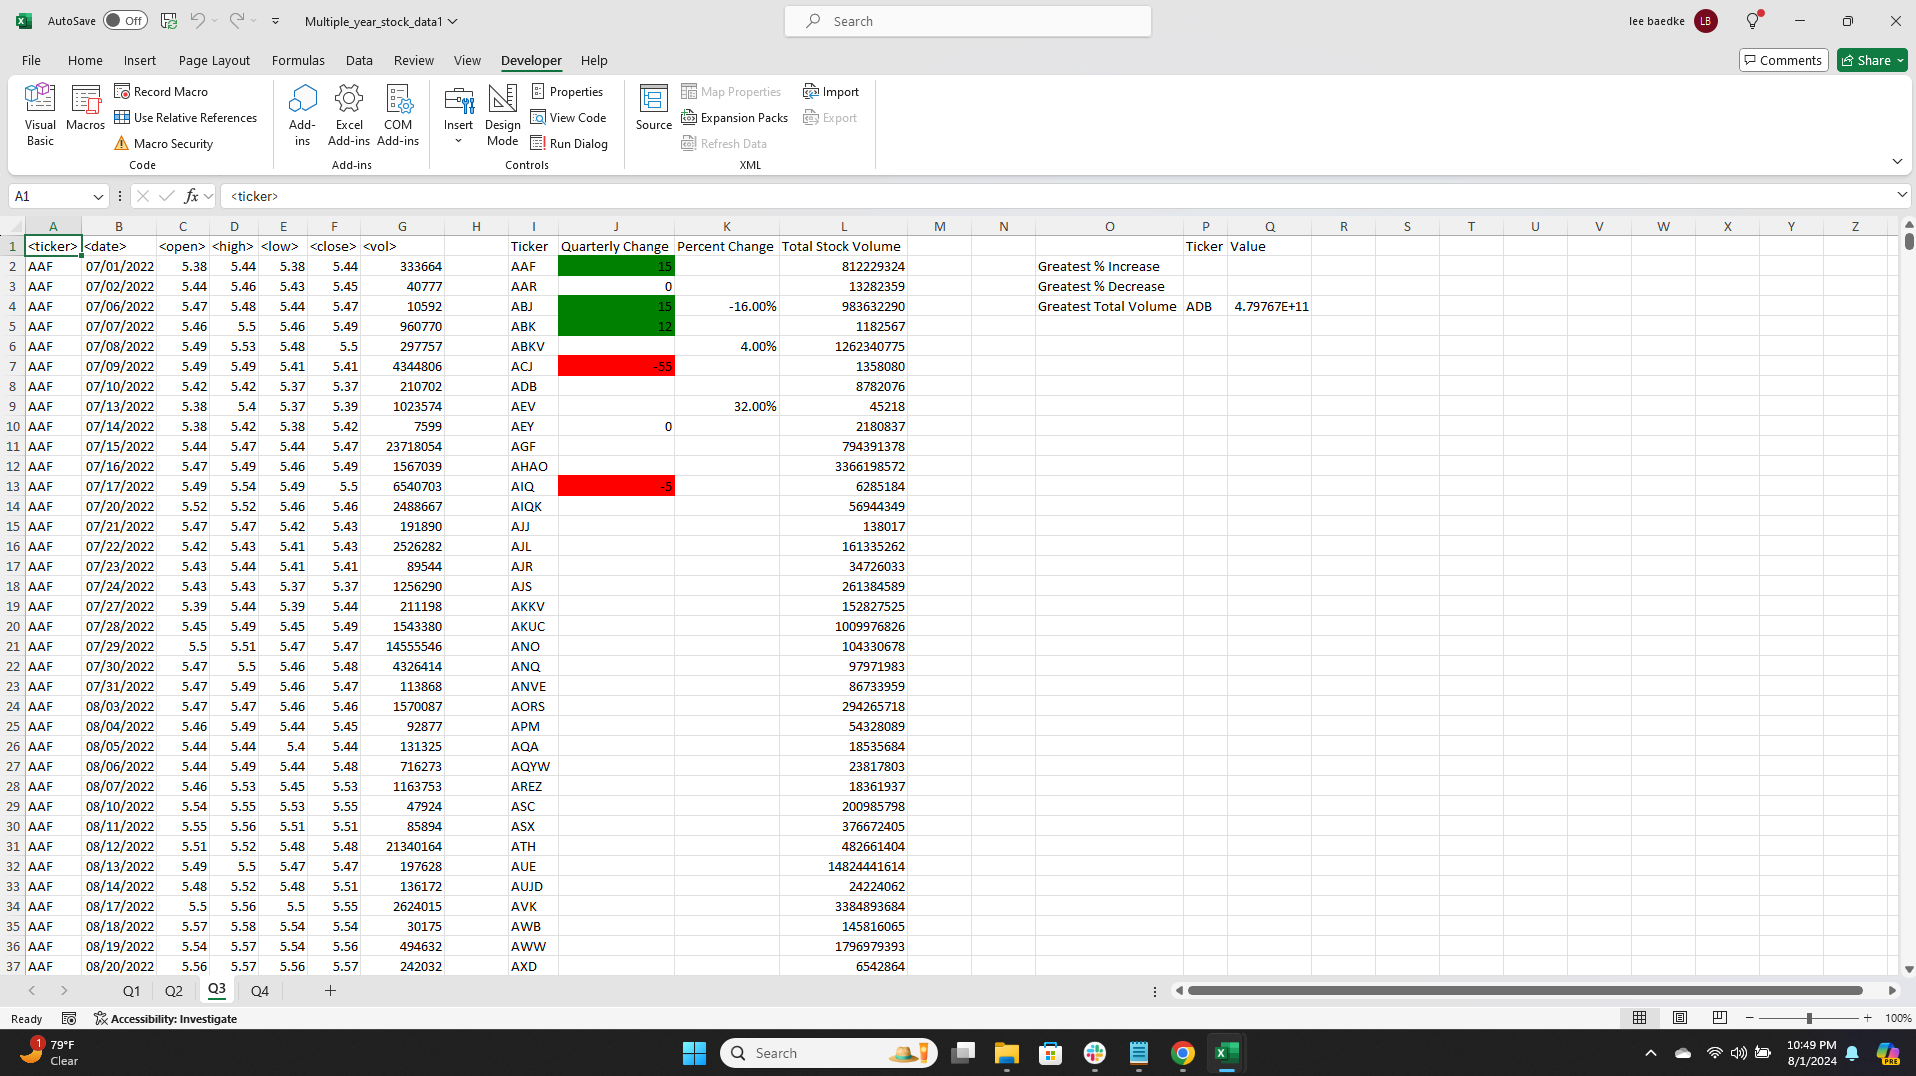 AutoSave Off Multiple_year_stock_data1 Search lee baedke LB
File Home Insert Page Layout Formulas Data Review View Developer Help Comments Share
Visual Basic Macros Record Macro Use Relative References Macro Security Code
Add-ins Excel Add-ins COM Add-ins Add-ins
Insert Design Mode Properties View Code Run Dialog Controls
Source Map Properties Expansion Packs Refresh Data Import Export XML
A1 fx <ticker>
A B C D E F G H I J K L M N O P Q R S T U V W X Y Z
1 <ticker> <date> <open> <high> <low> <close> <vol> Ticker Quarterly Change Percent Change Total Stock Volume Ticker Value
2 AAF 07/01/2022 5.38 5.44 5.38 5.44 333664 AAF 15 812229324 Greatest % Increase
3 AAF 07/02/2022 5.44 5.46 5.43 5.45 40777 AAR 0 13282359 Greatest % Decrease
4 AAF 07/06/2022 5.47 5.48 5.44 5.47 10592 ABJ 15 -16.00% 983632290 Greatest Total Volume ADB 4.79767E+11
5 AAF 07/07/2022 5.46 5.5 5.46 5.49 960770 ABK 12 1182567
6 AAF 07/08/2022 5.49 5.53 5.48 5.5 297757 ABKV 4.00% 1262340775
7 AAF 07/09/2022 5.49 5.49 5.41 5.41 4344806 ACJ -55 1358080
8 AAF 07/10/2022 5.42 5.42 5.37 5.37 210702 ADB 8782076
9 AAF 07/13/2022 5.38 5.4 5.37 5.39 1023574 AEV 32.00% 45218
10 AAF 07/14/2022 5.38 5.42 5.38 5.42 7599 AEY 0 2180837
11 AAF 07/15/2022 5.44 5.47 5.44 5.47 23718054 AGF 794391378
12 AAF 07/16/2022 5.47 5.49 5.46 5.49 1567039 AHAO 3366198572
13 AAF 07/17/2022 5.49 5.54 5.49 5.5 6540703 AIQ -5 6285184
14 AAF 07/20/2022 5.52 5.52 5.46 5.46 2488667 AIQK 56944349
15 AAF 07/21/2022 5.47 5.47 5.42 5.43 191890 AJJ 138017
16 AAF 07/22/2022 5.42 5.43 5.41 5.43 2526282 AJL 161335262
17 AAF 07/23/2022 5.43 5.44 5.41 5.41 89544 AJR 34726033
18 AAF 07/24/2022 5.43 5.43 5.37 5.37 1256290 AJS 261384589
19 AAF 07/27/2022 5.39 5.44 5.39 5.44 211198 AKKV 152827525
20 AAF 07/28/2022 5.45 5.49 5.45 5.49 1543380 AKUC 1009976826
21 AAF 07/29/2022 5.5 5.51 5.47 5.47 14555546 ANO 104330678
22 AAF 07/30/2022 5.47 5.5 5.46 5.48 4326414 ANQ 97971983
23 AAF 07/31/2022 5.47 5.49 5.46 5.47 113868 ANVE 86733959
24 AAF 08/03/2022 5.47 5.47 5.46 5.46 1570087 AORS 294265718
25 AAF 08/04/2022 5.46 5.49 5.44 5.45 92877 APM 54328089
26 AAF 08/05/2022 5.44 5.44 5.4 5.44 131325 AQA 18535684
27 AAF 08/06/2022 5.44 5.49 5.44 5.48 716273 AQYW 23817803
28 AAF 08/07/2022 5.46 5.53 5.45 5.53 1163753 AREZ 18361937
29 AAF 08/10/2022 5.54 5.55 5.53 5.55 47924 ASC 200985798
30 AAF 08/11/2022 5.55 5.56 5.51 5.51 85894 ASX 376672405
31 AAF 08/12/2022 5.51 5.52 5.48 5.48 21340164 ATH 482661404
32 AAF 08/13/2022 5.49 5.5 5.47 5.47 197628 AUE 14824441614
33 AAF 08/14/2022 5.48 5.52 5.48 5.51 136172 AUJD 24224062
34 AAF 08/17/2022 5.5 5.56 5.5 5.55 2624015 AVK 3384893684
35 AAF 08/18/2022 5.57 5.58 5.54 5.54 30175 AWB 145816065
36 AAF 08/19/2022 5.54 5.57 5.54 5.56 494632 AWW 1796979393
37 AAF 08/20/2022 5.56 5.57 5.56 5.57 242032 AXD 6542864
Q1 Q2 Q3 Q4
Ready Accessibility: Investigate 100%
1 79°F Clear Search 10:49 PM 8/1/2024 PRE